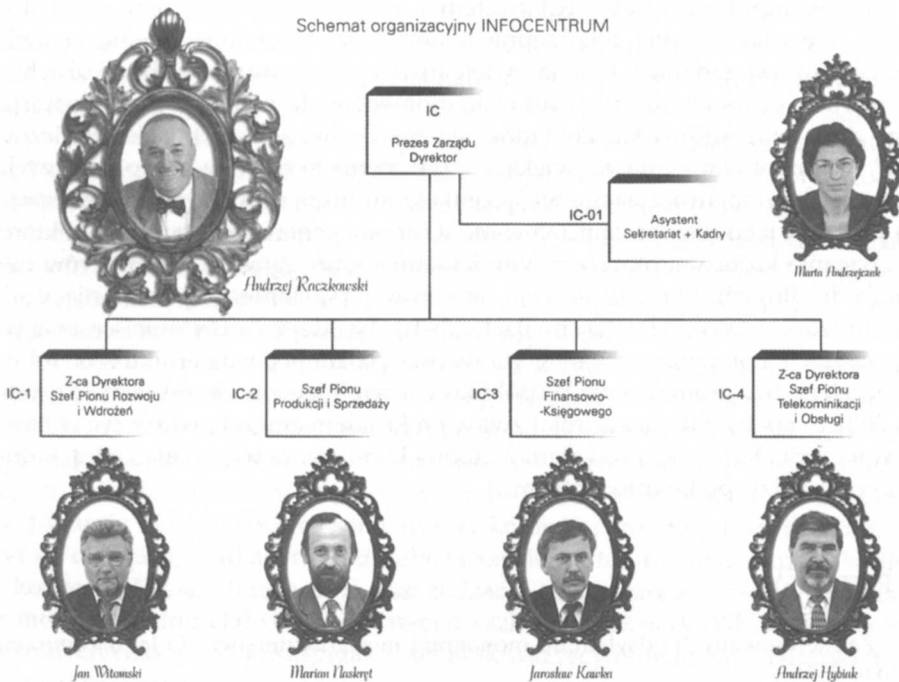 Schemat organizacyjny INFOCENTRUM
IC
Prezes Zarządu
Dyrektor
IC-01
Asystent
Sekretariat + Kadry
Andrzej Raczkowski
Marta Andrzejczak
IC-1
Z-ca Dyrektora
Szef Pionu Rozwoju
i Wdrożeń
IC-2
Szef Pionu
Produkcji i Sprzedaży
IC-3
Szef Pionu
Finansowo-
-Księgowego
IC-4
Z-ca Dyrektora
Szef Pionu
Telekominikacji
i Obsługi
Jan Witomski
Marian Naskręt
Jarosław Kawka
Andrzej Hybiak